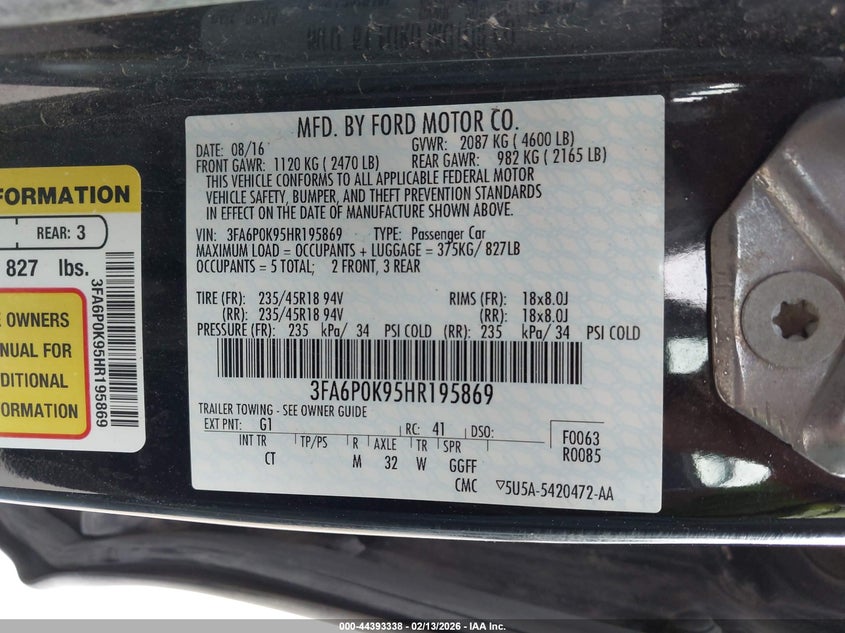 MFD. BY FORD MOTOR CO.
DATE: 08/16 GVWR: 2087 KG ( 4600 LB)
FRONT GAWR: 1120 KG ( 2470 LB) REAR GAWR: 982 KG ( 2165 LB)
THIS VEHICLE CONFORMS TO ALL APPLICABLE FEDERAL MOTOR
VEHICLE SAFETY, BUMPER, AND THEFT PREVENTION STANDARDS
IN EFFECT ON THE DATE OF MANUFACTURE SHOWN ABOVE.
VIN: 3FA6P0K95HR195869 TYPE: Passenger Car
MAXIMUM LOAD = OCCUPANTS + LUGGAGE = 375KG/ 827LB
OCCUPANTS = 5 TOTAL; 2 FRONT, 3 REAR
TIRE (FR): 235/45R18 94V RIMS (FR): 18x8.0J
(RR): 235/45R18 94V (RR): 18x8.0J
PRESSURE (FR): 235 kPa/ 34 PSI COLD (RR): 235 kPa/ 34 PSI COLD
3FA6P0K95HR195869
TRAILER TOWING - SEE OWNER GUIDE
EXT PNT: G1 RC: 41 DSO:
F0063
R0085
INT TR TP/PS R AXLE TR SPR
CT M 32 W GGFF
CMC ▽5U5A-5420472-AA
FORMATION
REAR: 3
827 lbs.
E OWNERS
NUAL FOR
DITIONAL
FORMATION
3FA6P0K95HR195869
000-44393338 - 02/13/2026 - IAA Inc.